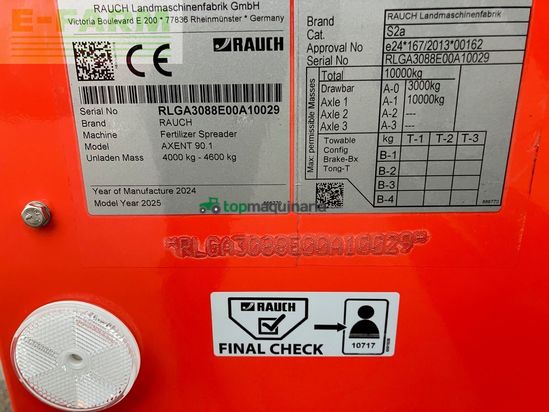 RAUCH Landmaschinenfabrik GmbH
Victoria Boulevard E 200 * 77836 Rheinmünster * Germany
E-FARM
RAUCH
Serial No RLGA3088E00A10029
Brand RAUCH
Machine Fertilizer Spreader
Model AXENT 90.1
Unladen Mass 4000 kg - 4600 kg
Year of Manufacture 2024
Model Year 2025
topmaquinaria
Brand RAUCH Landmaschinenfabrik
Cat. S2a
Approval No e24*167/2013*00162
Serial No RLGA3088E00A10029
Max. permissible Masses
Total 10000kg
Drawbar A-0 3000kg
Axle 1 A-1 10000kg
Axle 2 A-2 ---
Axle 3 A-3 ---
Towable Config Brake-Bx Tong-T
kg T-1 T-2 T-3
B-1
B-2
B-3
B-4
*RLGA3088E00A10029*
RAUCH
FINAL CHECK
10717